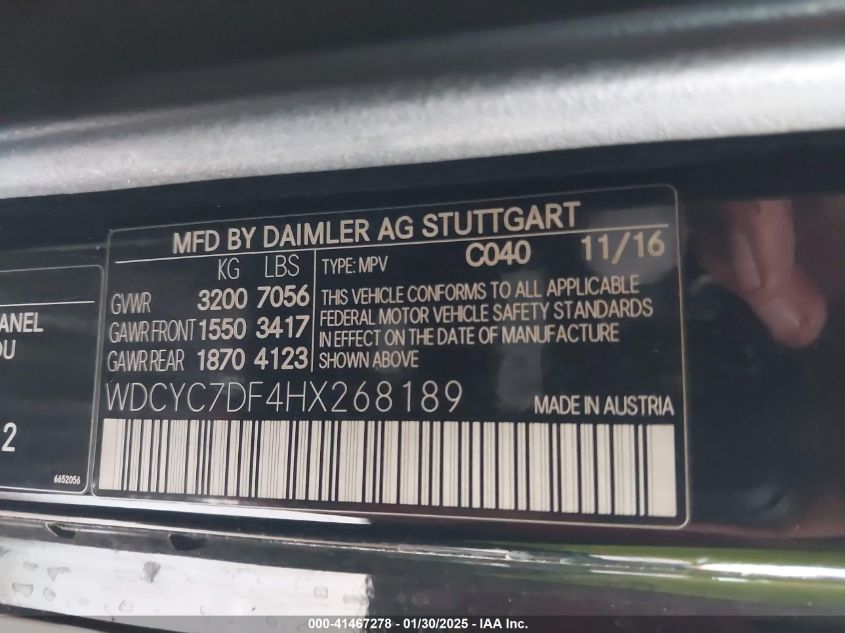 MFD BY DAIMLER AG STUTTGART
KG LBS TYPE: MPV C040 11/16
GVWR 3200 7056
GAWR FRONT 1550 3417
GAWR REAR 1870 4123
THIS VEHICLE CONFORMS TO ALL APPLICABLE
FEDERAL MOTOR VEHICLE SAFETY STANDARDS
IN EFFECT ON THE DATE OF MANUFACTURE
SHOWN ABOVE
WDCYC7DF4HX268189 MADE IN AUSTRIA
ANEL
OU
2
6652056
000-41467278 - 01/30/2025 - IAA Inc.